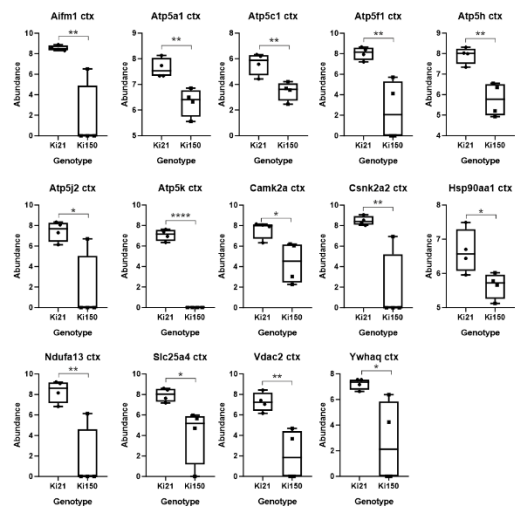 Aifm1 ctx
Atp5a1 ctx
Atp5c1 ctx
Atp5f1 ctx
Atp5h ctx
Abundance
10
8
6
4
2
0
**
Ki21 Ki150
Genotype
Abundance
9
8
7
6
5
**
Ki21 Ki150
Genotype
Abundance
8
6
4
2
0
**
Ki21 Ki150
Genotype
Abundance
10
8
6
4
2
0
**
Ki21 Ki150
Genotype
Abundance
10
9
8
7
6
5
4
**
Ki21 Ki150
Genotype
Atp5j2 ctx
Atp5k ctx
Camk2a ctx
Csnk2a2 ctx
Hsp90aa1 ctx
Abundance
10
8
6
4
2
0
*
Ki21 Ki150
Genotype
Abundance
10
8
6
4
2
0
****
Ki21 Ki150
Genotype
Abundance
10
8
6
4
2
0
*
Ki21 Ki150
Genotype
Abundance
10
8
6
4
2
0
**
Ki21 Ki150
Genotype
Abundance
8
7
6
5
*
Ki21 Ki150
Genotype
Ndufa13 ctx
Slc25a4 ctx
Vdac2 ctx
Ywhaq ctx
Abundance
10
8
6
4
2
0
**
Ki21 Ki150
Genotype
Abundance
10
8
6
4
2
0
*
Ki21 Ki150
Genotype
Abundance
10
8
6
4
2
0
**
Ki21 Ki150
Genotype
Abundance
8
6
4
2
0
*
Ki21 Ki150
Genotype